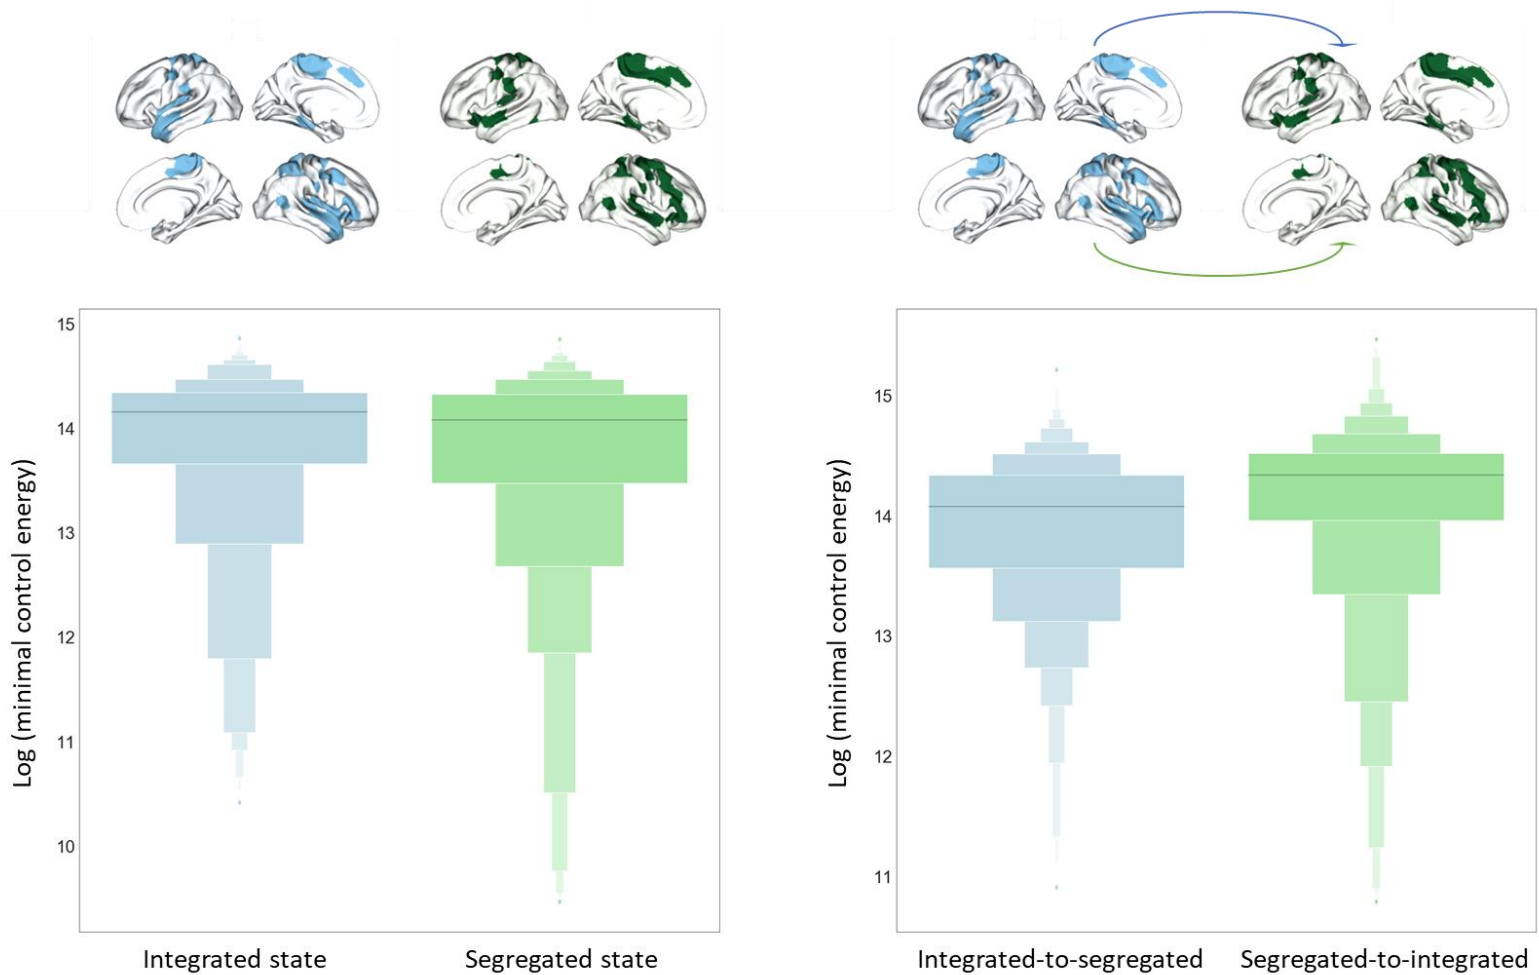 Log (minimal control energy)
15
14
13
12
11
10
Integrated state
Segregated state
Log (minimal control energy)
15
14
13
12
11
Integrated-to-segregated
Segregated-to-integrated